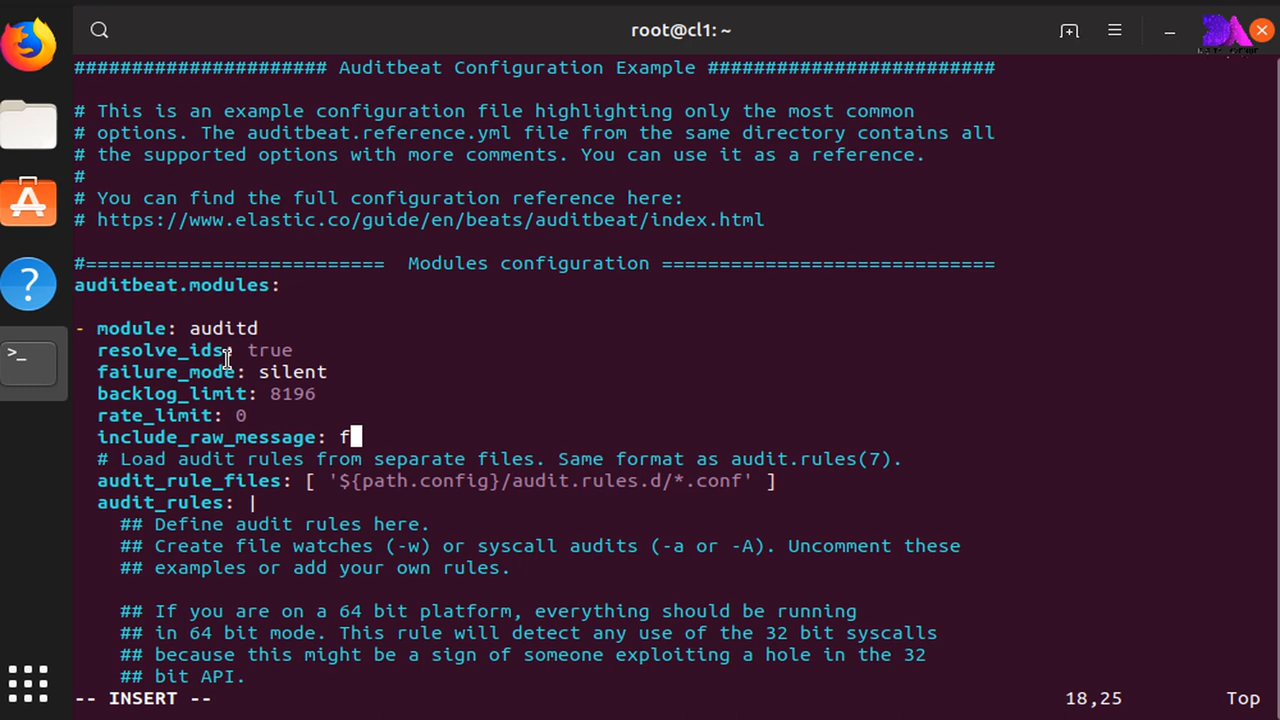 root@cl1: ~
###################### Auditbeat Configuration Example #########################
# This is an example configuration file highlighting only the most common
# options. The auditbeat.reference.yml file from the same directory contains all
# the supported options with more comments. You can use it as a reference.
#
# You can find the full configuration reference here:
# https://www.elastic.co/guide/en/beats/auditbeat/index.html
#==========================  Modules configuration =============================
auditbeat.modules:
- module: auditd
  resolve_ids: true
  failure_mode: silent
  backlog_limit: 8196
  rate_limit: 0
  include_raw_message: f
  # Load audit rules from separate files. Same format as audit.rules(7).
  audit_rule_files: [ '${path.config}/audit.rules.d/*.conf' ]
  audit_rules: |
    ## Define audit rules here.
    ## Create file watches (-w) or syscall audits (-a or -A). Uncomment these
    ## examples or add your own rules.
    ## If you are on a 64 bit platform, everything should be running
    ## in 64 bit mode. This rule will detect any use of the 32 bit syscalls
    ## because this might be a sign of someone exploiting a hole in the 32
    ## bit API.
-- INSERT -- 18,25 Top